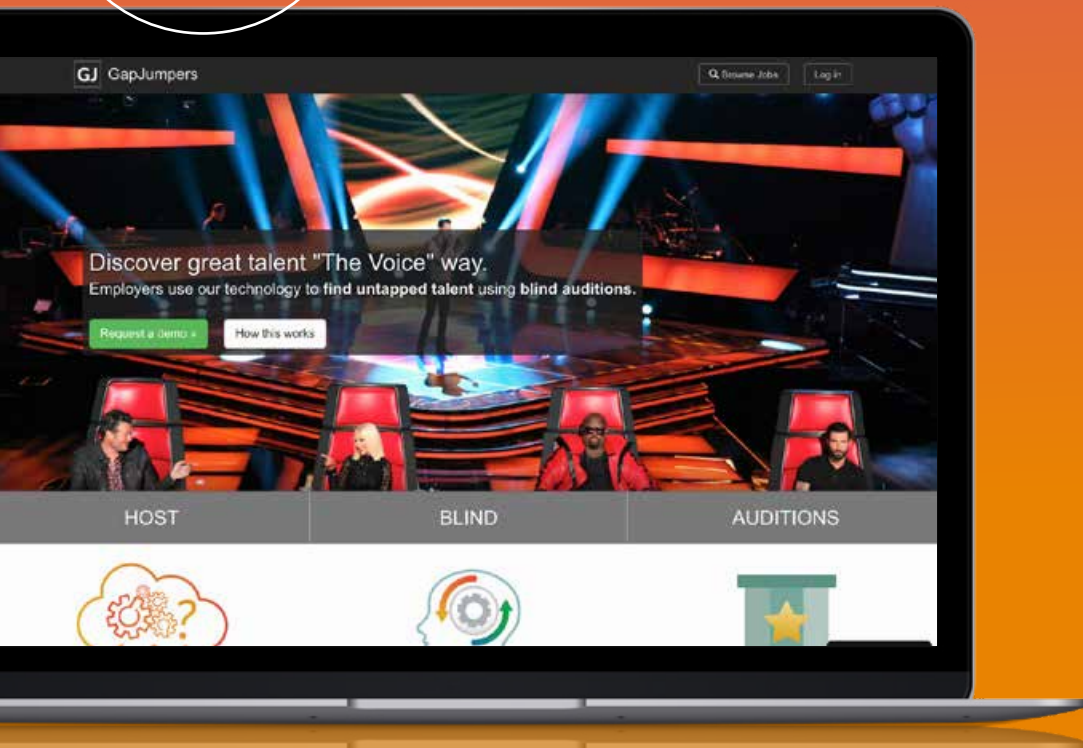 GJ GapJumpers
Browse Jobs
Log in
Discover great talent "The Voice" way.
Employers use our technology to find untapped talent using blind auditions.
Request a demo »
How this works
HOST
BLIND
AUDITIONS
?